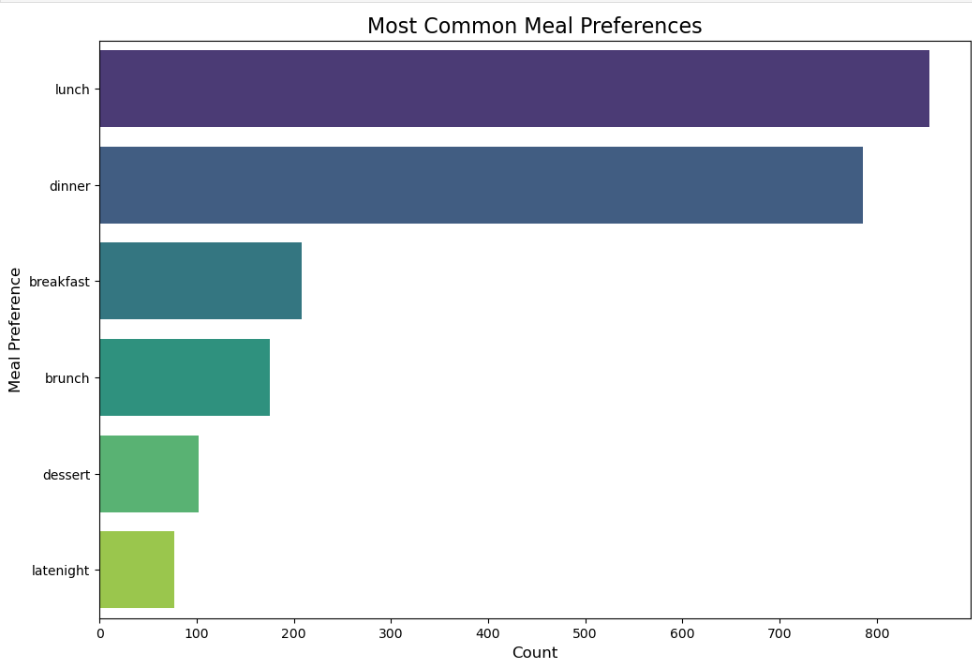 Most Common Meal Preferences
Meal Preference
lunch
dinner
breakfast
brunch
dessert
latenight
0 100 200 300 400 500 600 700 800
Count